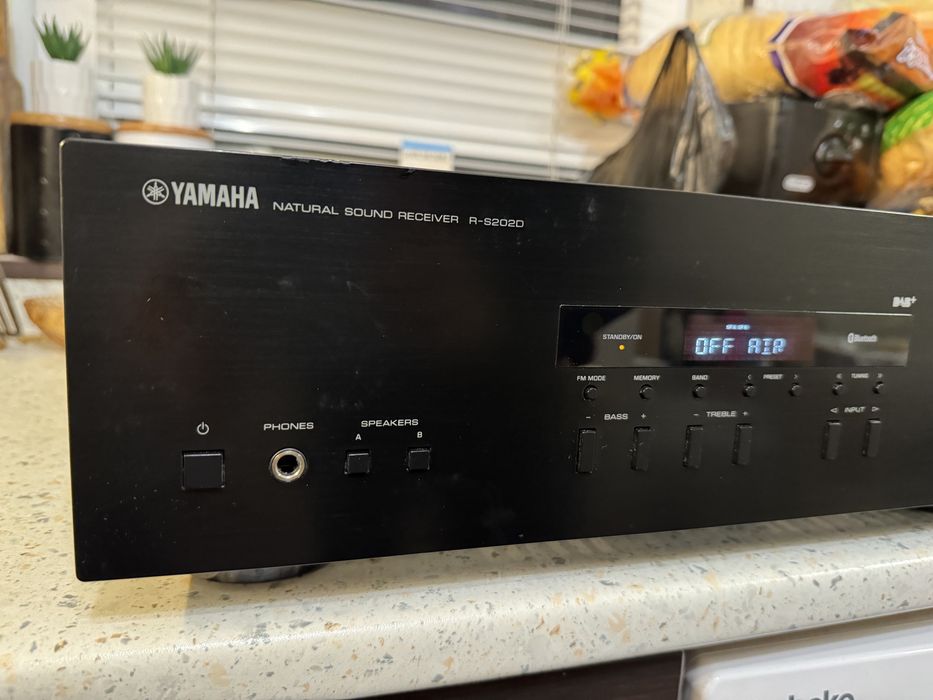 YAMAHA NATURAL SOUND RECEIVER R-S202D
DAB+
STANDBY/ON
OFF AIR
Bluetooth
FM MODE MEMORY BAND < PRESET > << TUNING >>
- BASS + - TREBLE + ◁ INPUT ▷
PHONES
SPEAKERS
A B